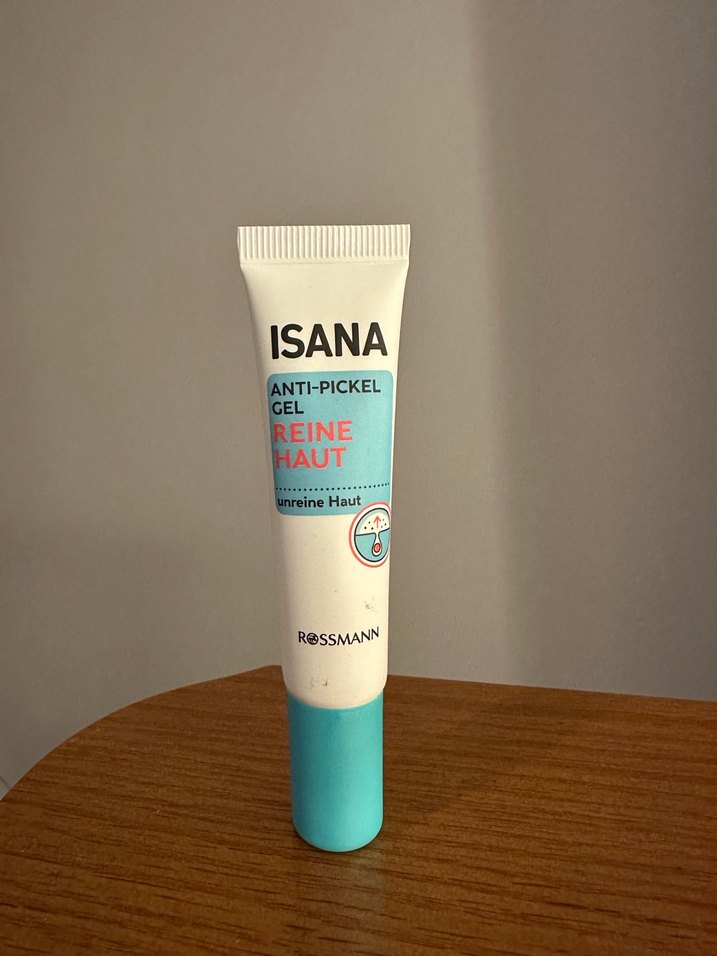 ISANA
ANTI-PICKEL
GEL
REINE
HAUT
unreine Haut
ROSSMANN